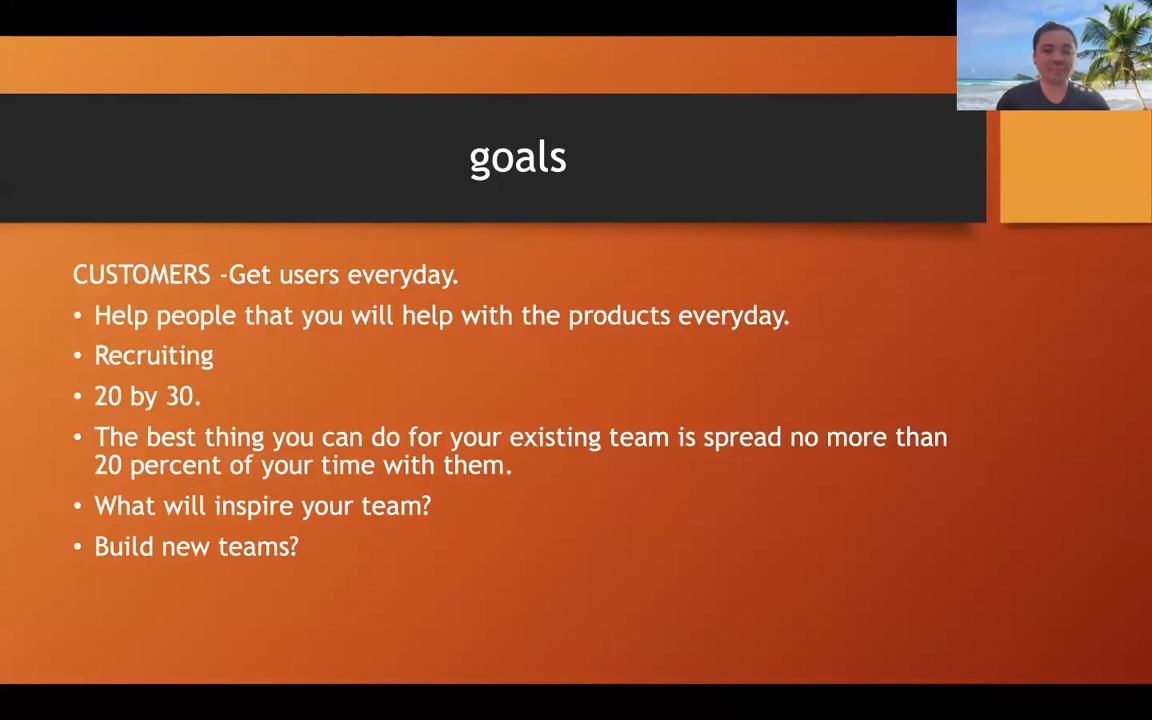 goals
CUSTOMERS -Get users everyday.
• Help people that you will help with the products everyday.
• Recruiting
• 20 by 30.
• The best thing you can do for your existing team is spread no more than
20 percent of your time with them.
• What will inspire your team?
• Build new teams?